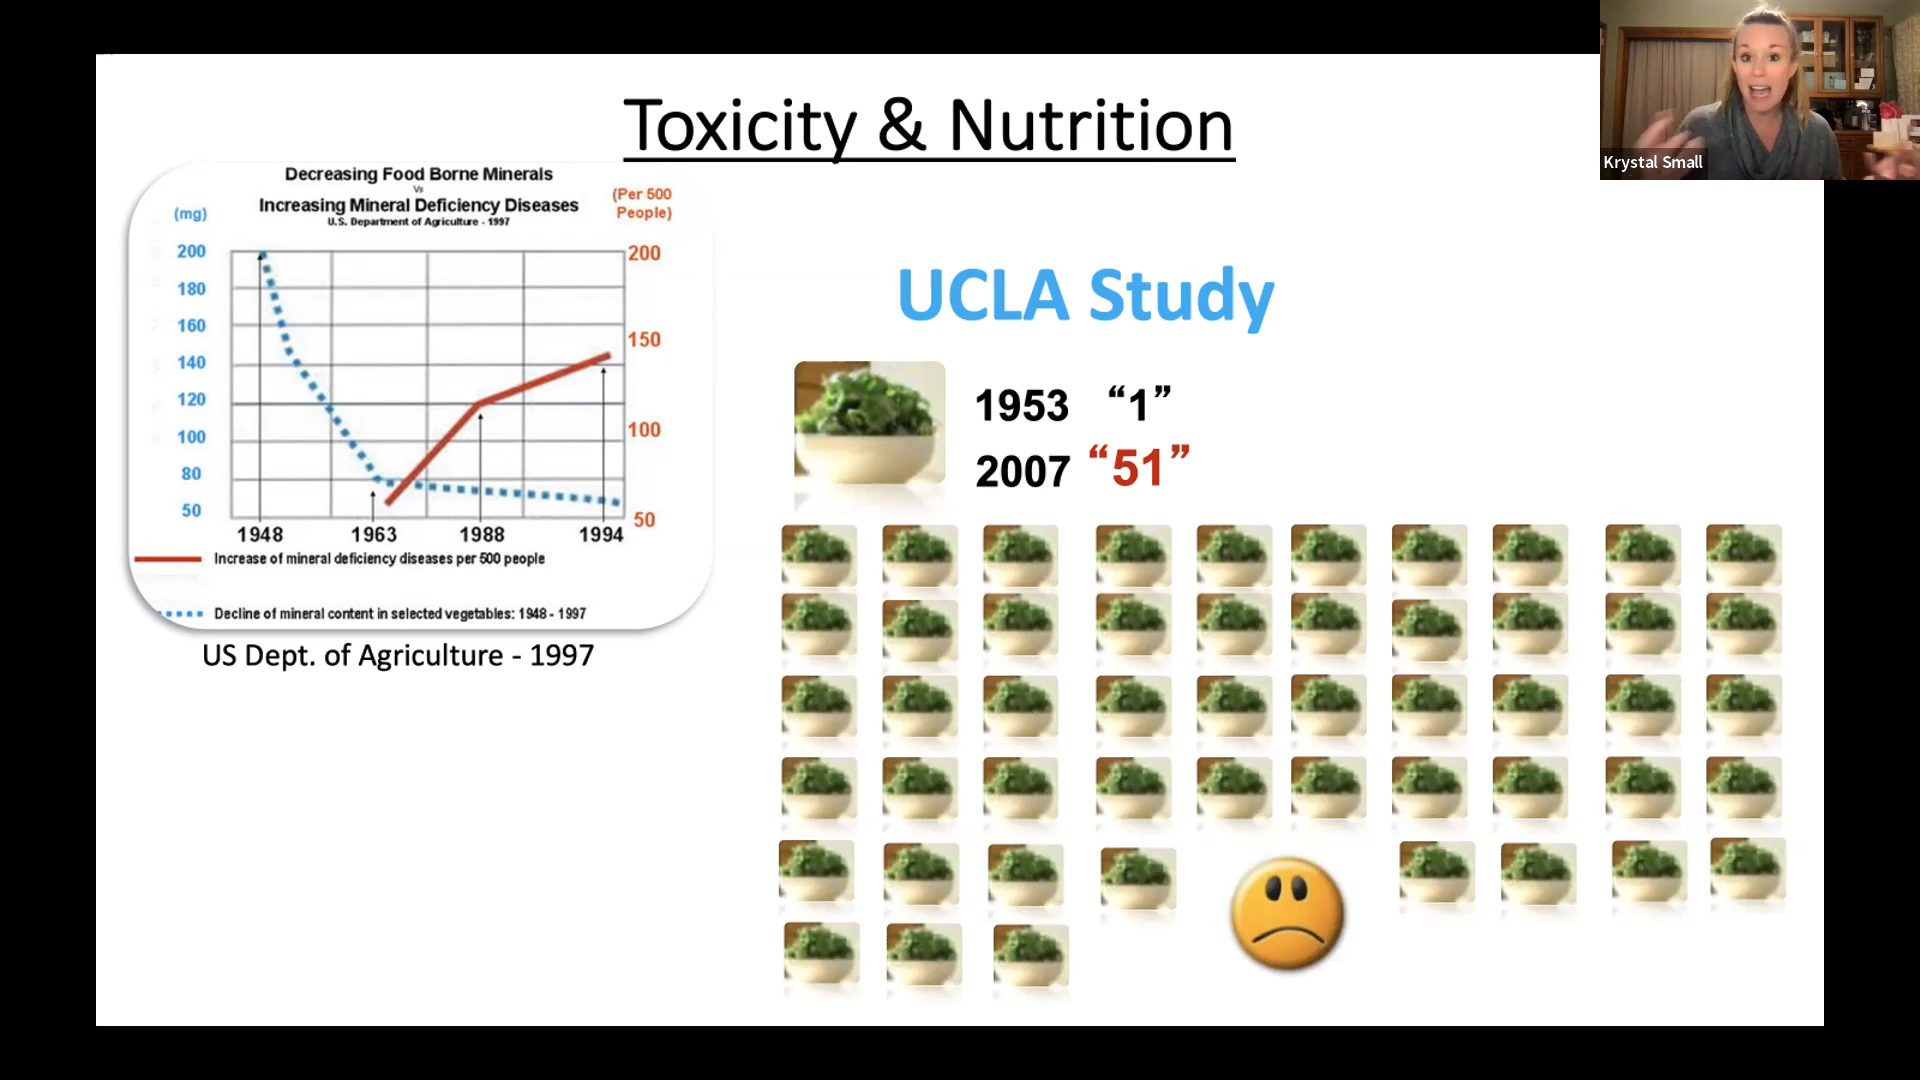 Toxicity & Nutrition
Krystal Small
Decreasing Food Borne Minerals
Vs
Increasing Mineral Deficiency Diseases
U.S. Department of Agriculture - 1997
(mg)
(Per 500
People)
200
180
160
140
120
100
80
50
200
150
100
50
1948 1963 1988 1994
Increase of mineral deficiency diseases per 500 people
Decline of mineral content in selected vegetables: 1948 - 1997
US Dept. of Agriculture - 1997
UCLA Study
1953 “1”
2007 “51”